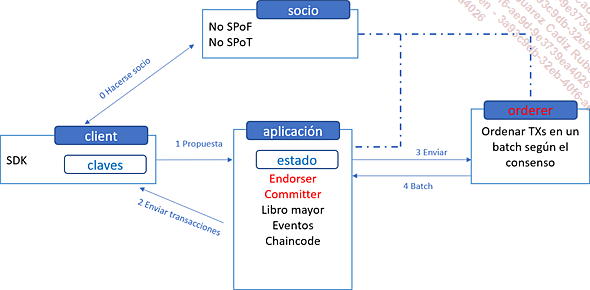 socio
No SPoF
No SPoT
0 Hacerse socio
client
SDK
claves
1 Propuesta
2 Enviar transacciones
aplicación
estado
Endorser
Committer
Libro mayor
Eventos
Chaincode
3 Enviar
4 Batch
orderer
Ordenar TXs en un
batch según el
consenso